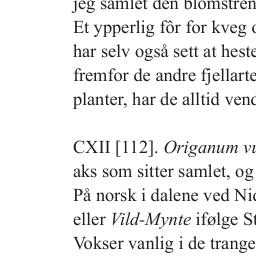 jeg samlet den blomstren
Et ypperlig fôr for kveg
har selv også sett at heste
fremfor de andre fjellarte
planter, har de alltid vend
CXII [112]. Origanum vu
aks som sitter samlet, og
På norsk i dalene ved Nid
eller Vild-Mynte ifølge St
Vokser vanlig i de trange